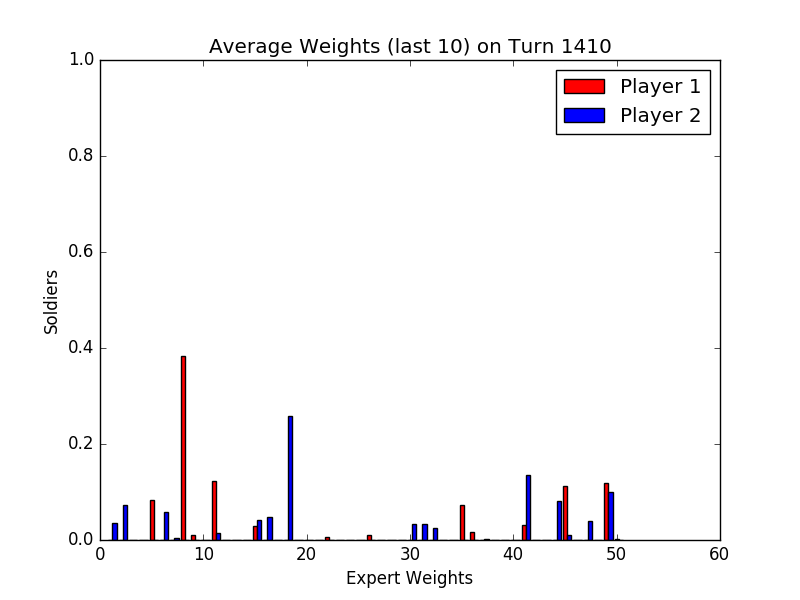 Average Weights (last 10) on Turn 1410
1.0
0.8
0.6
0.4
0.2
0.0
Soldiers
Player 1
Player 2
0 10 20 30 40 50 60
Expert Weights